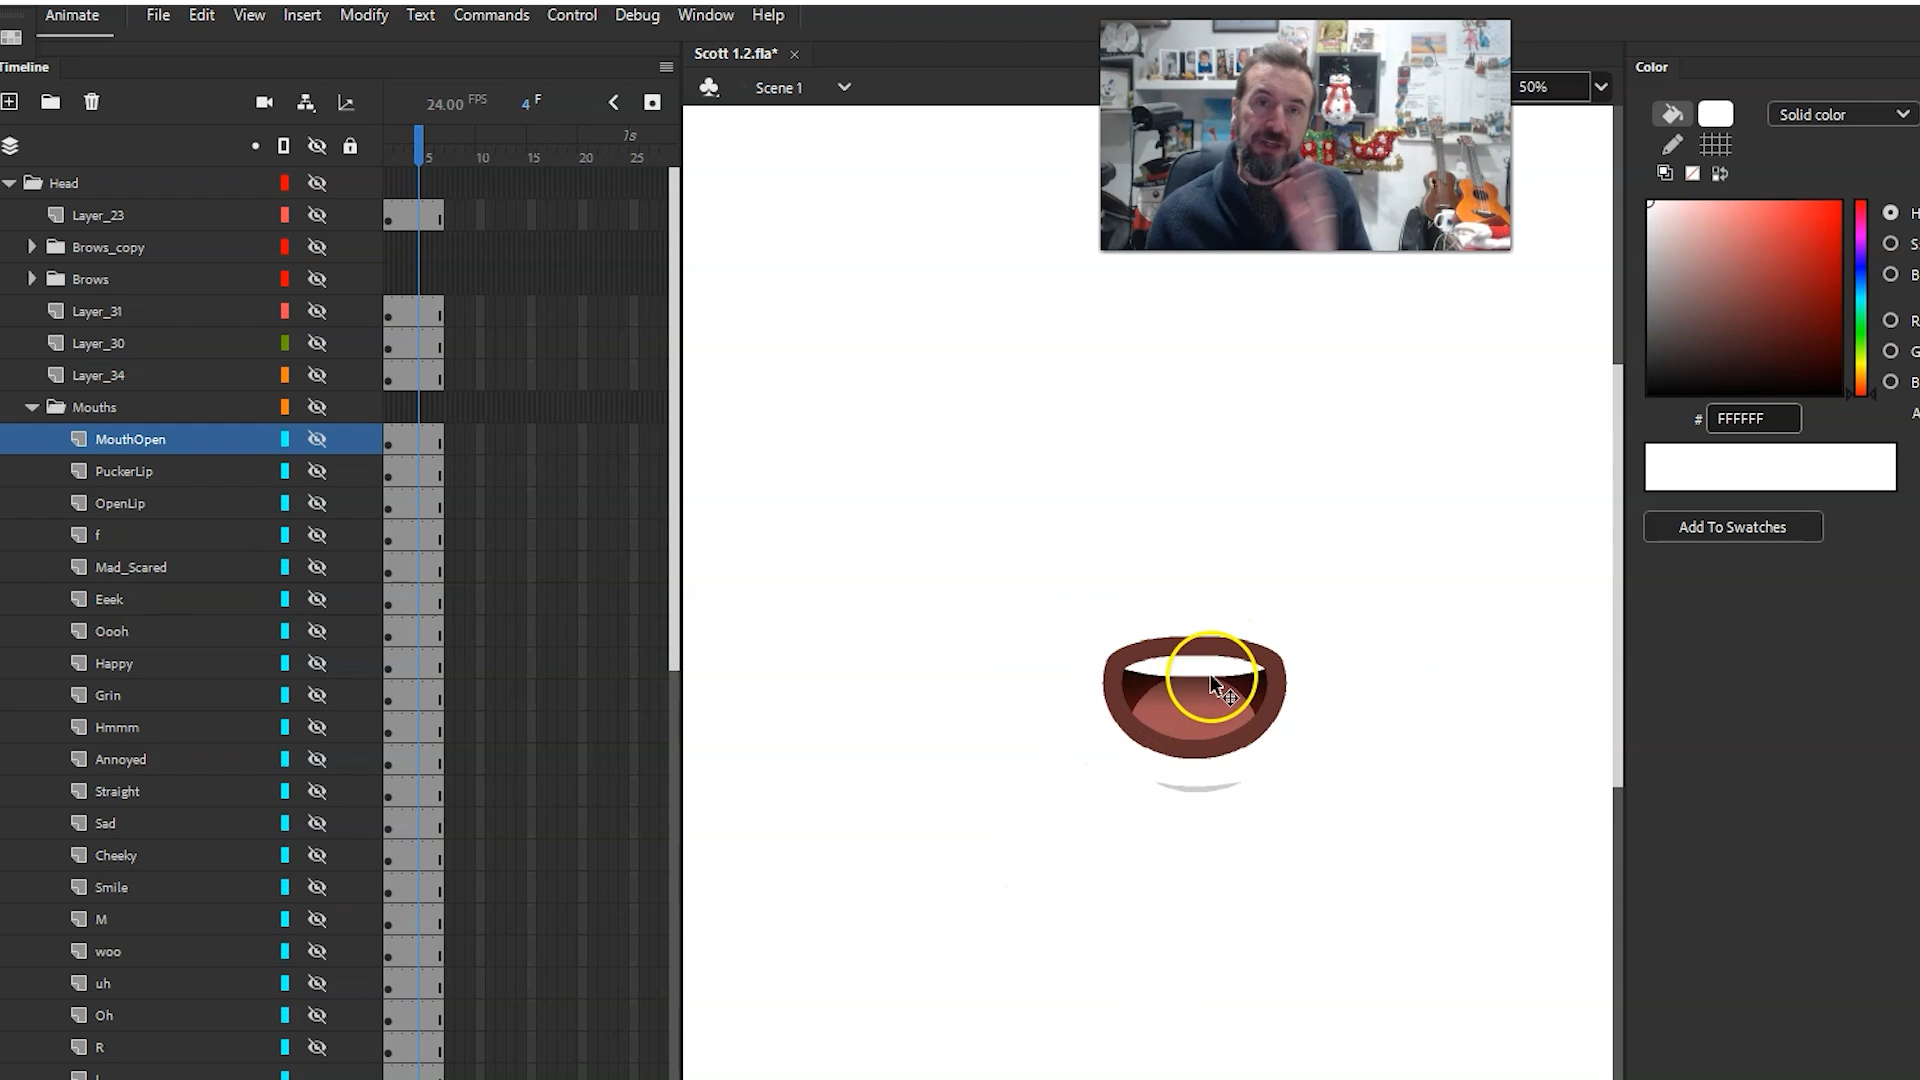 Animate File Edit View Insert Modify Text Commands Control Debug Window Help
Timeline
Scott 1.2.fla*
Color
24.00 FPS 4 F
Scene 1
50%
Solid color
1s
5 10 15 20 25
Head
Layer_23
Brows_copy
Brows
Layer_31
Layer_30
Layer_34
Mouths
MouthOpen
PuckerLip
OpenLip
f
Mad_Scared
Eeek
Oooh
Happy
Grin
Hmmm
Annoyed
Straight
Sad
Cheeky
Smile
M
woo
uh
Oh
R
H
S
B
R
G
B
A
# FFFFFF
Add To Swatches